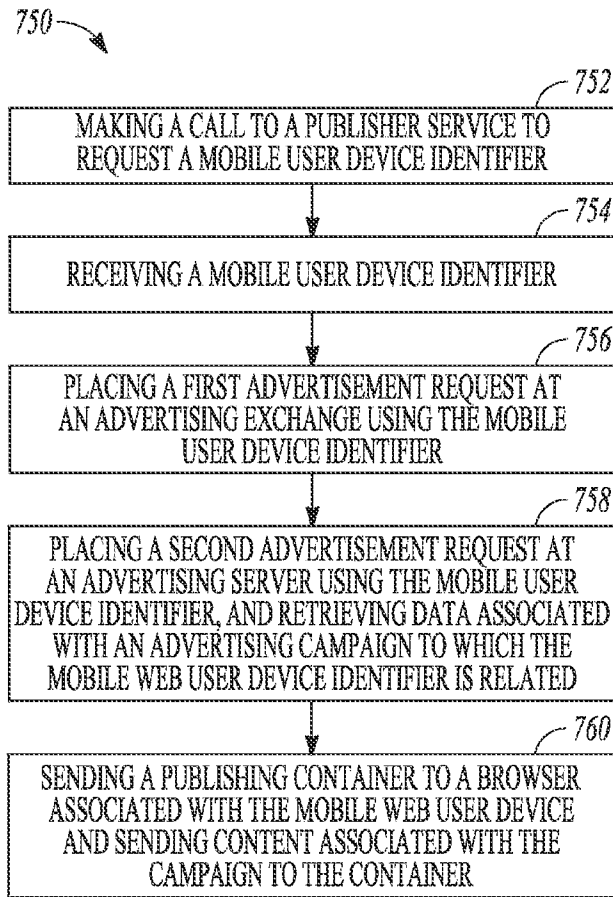 750
752
MAKING A CALL TO A PUBLISHER SERVICE TO
REQUEST A MOBILE USER DEVICE IDENTIFIER
754
RECEIVING A MOBILE USER DEVICE IDENTIFIER
756
PLACING A FIRST ADVERTISEMENT REQUEST AT
AN ADVERTISING EXCHANGE USING THE MOBILE
USER DEVICE IDENTIFIER
758
PLACING A SECOND ADVERTISEMENT REQUEST AT
AN ADVERTISING SERVER USING THE MOBILE USER
DEVICE IDENTIFIER, AND RETRIEVING DATA ASSOCIATED
WITH AN ADVERTISING CAMPAIGN TO WHICH THE
MOBILE WEB USER DEVICE IDENTIFIER IS RELATED
760
SENDING A PUBLISHING CONTAINER TO A BROWSER
ASSOCIATED WITH THE MOBILE WEB USER DEVICE
AND SENDING CONTENT ASSOCIATED WITH THE
CAMPAIGN TO THE CONTAINER